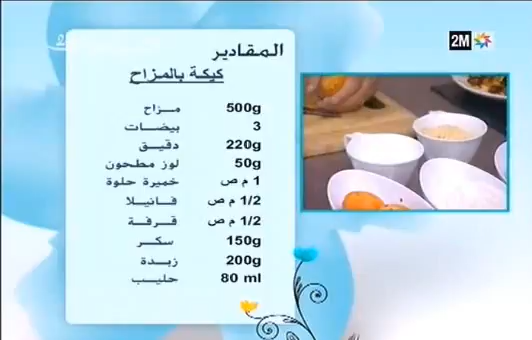 المقادير
كيكة بالمزاح
500g مزاح
3 بيضات
220g دقيق
50g لوز مطحون
1 م ص خميرة حلوة
1/2 م ص فانيلا
1/2 م ص قرفة
150g سكر
200g زبدة
80 ml حليب
2M